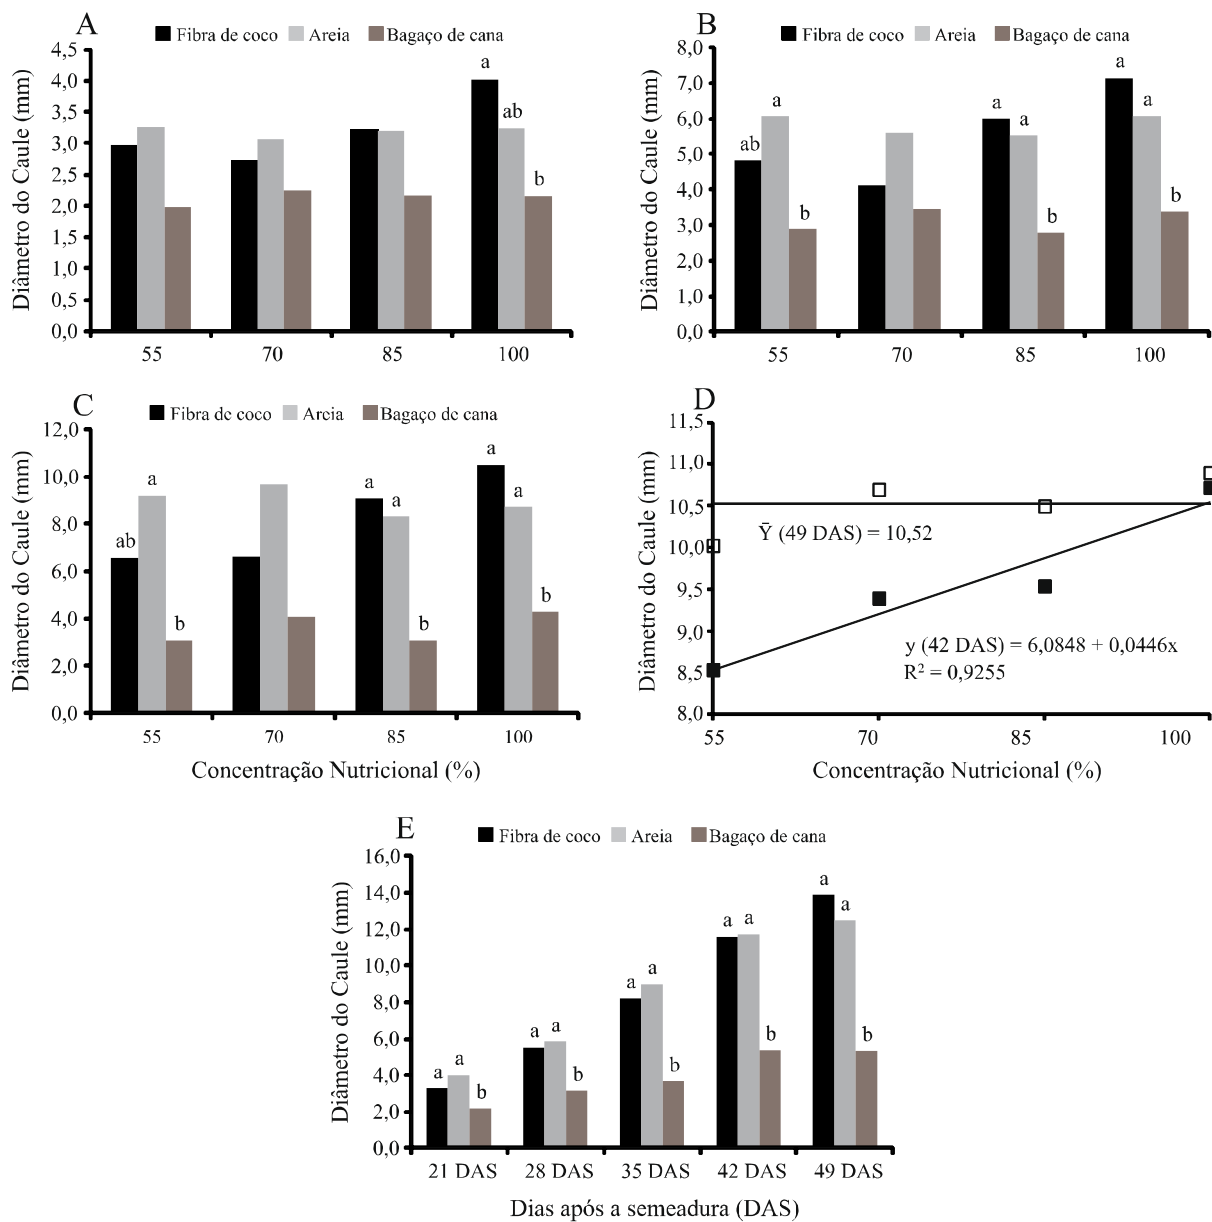 A
Fibra de coco Areia Bagaço de cana
Diâmetro do Caule (mm)
4,5
4,0
3,5
3,0
2,5
2,0
1,5
1,0
0,5
0,0
a
ab
b
55 70 85 100
B
Fibra de coco Areia Bagaço de cana
Diâmetro do Caule (mm)
8,0
7,0
6,0
5,0
4,0
3,0
2,0
1,0
0,0
ab a b
a a b
a a b
55 70 85 100
C
Fibra de coco Areia Bagaço de cana
Diâmetro do Caule (mm)
12,0
10,0
8,0
6,0
4,0
2,0
0,0
ab a b
a a b
a a b
55 70 85 100
Concentração Nutricional (%)
D
Diâmetro do Caule (mm)
11,5
11,0
10,5
10,0
9,5
9,0
8,5
8,0
Ȳ (49 DAS) = 10,52
y (42 DAS) = 6,0848 + 0,0446x
R² = 0,9255
55 70 85 100
Concentração Nutricional (%)
E
Fibra de coco Areia Bagaço de cana
Diâmetro do Caule (mm)
16,0
14,0
12,0
10,0
8,0
6,0
4,0
2,0
0,0
a a b
a a b
a a b
a a b
a a b
21 DAS 28 DAS 35 DAS 42 DAS 49 DAS
Dias após a semeadura (DAS)